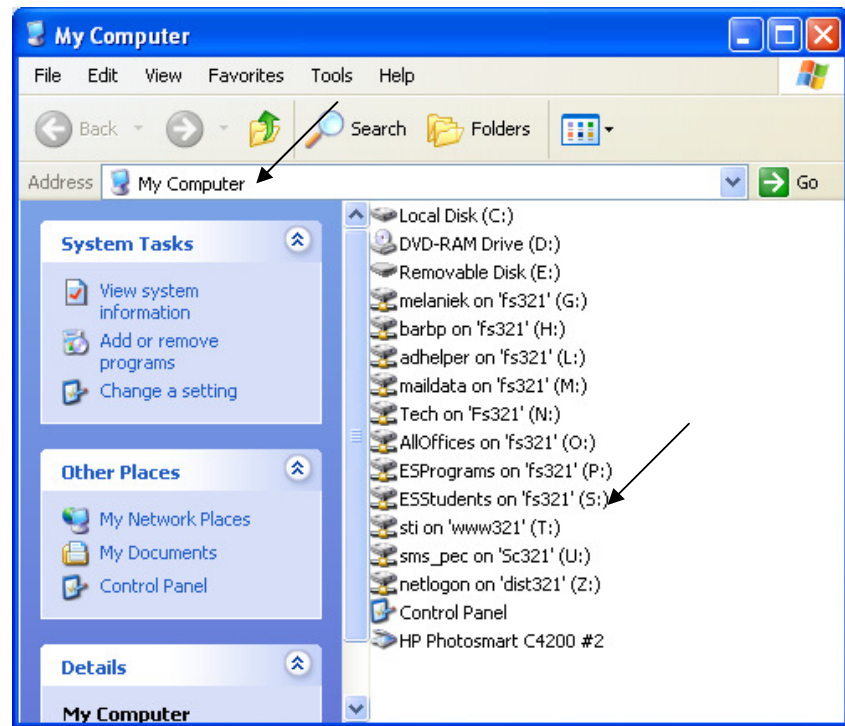 My Computer
File Edit View Favorites Tools Help
Back Search Folders
Address My Computer Go
System Tasks
View system
information
Add or remove
programs
Change a setting
Other Places
My Network Places
My Documents
Control Panel
Details
My Computer
Local Disk (C:)
DVD-RAM Drive (D:)
Removable Disk (E:)
melaniek on 'fs321' (G:)
barbp on 'fs321' (H:)
adhelper on 'fs321' (L:)
maildata on 'fs321' (M:)
Tech on 'Fs321' (N:)
AllOffices on 'fs321' (O:)
ESPrograms on 'fs321' (P:)
ESStudents on 'fs321' (S:)
sti on 'www321' (T:)
sms_pec on 'Sc321' (U:)
netlogon on 'dist321' (Z:)
Control Panel
HP Photosmart C4200 #2